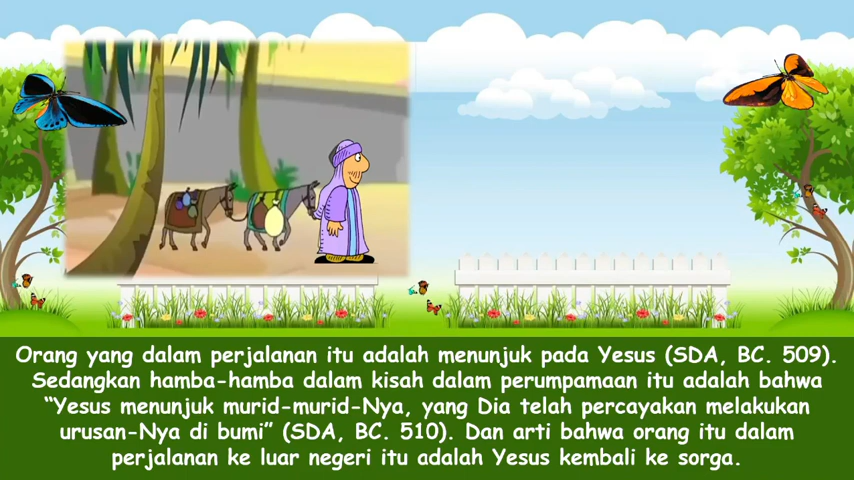 Orang yang dalam perjalanan itu adalah menunjuk pada Yesus (SDA, BC. 509).
Sedangkan hamba-hamba dalam kisah dalam perumpamaan itu adalah bahwa
“Yesus menunjuk murid-murid-Nya, yang Dia telah percayakan melakukan
urusan-Nya di bumi” (SDA, BC. 510). Dan arti bahwa orang itu dalam
perjalanan ke luar negeri itu adalah Yesus kembali ke sorga.